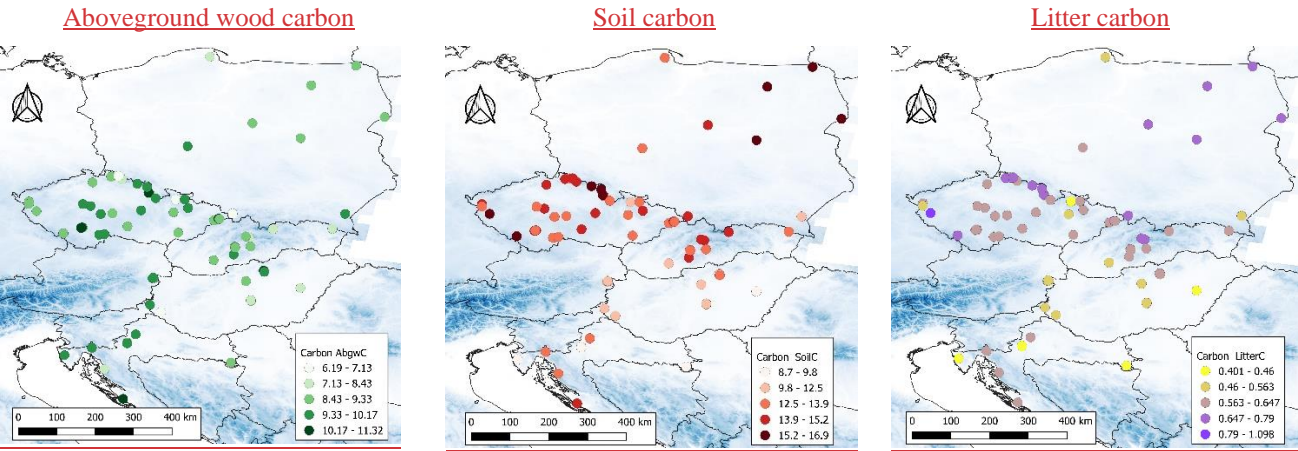 Aboveground wood carbon
Soil carbon
Litter carbon
Carbon AbgwC
6.19 - 7.13
7.13 - 8.43
8.43 - 9.33
9.33 - 10.17
10.17 - 11.32
0 100 200 300 400 km
Carbon SoilC
8.7 - 9.8
9.8 - 12.5
12.5 - 13.9
13.9 - 15.2
15.2 - 16.9
0 100 200 300 400 km
Carbon LitterC
0.401 - 0.46
0.46 - 0.563
0.563 - 0.647
0.647 - 0.79
0.79 - 1.098
0 100 200 300 400 km